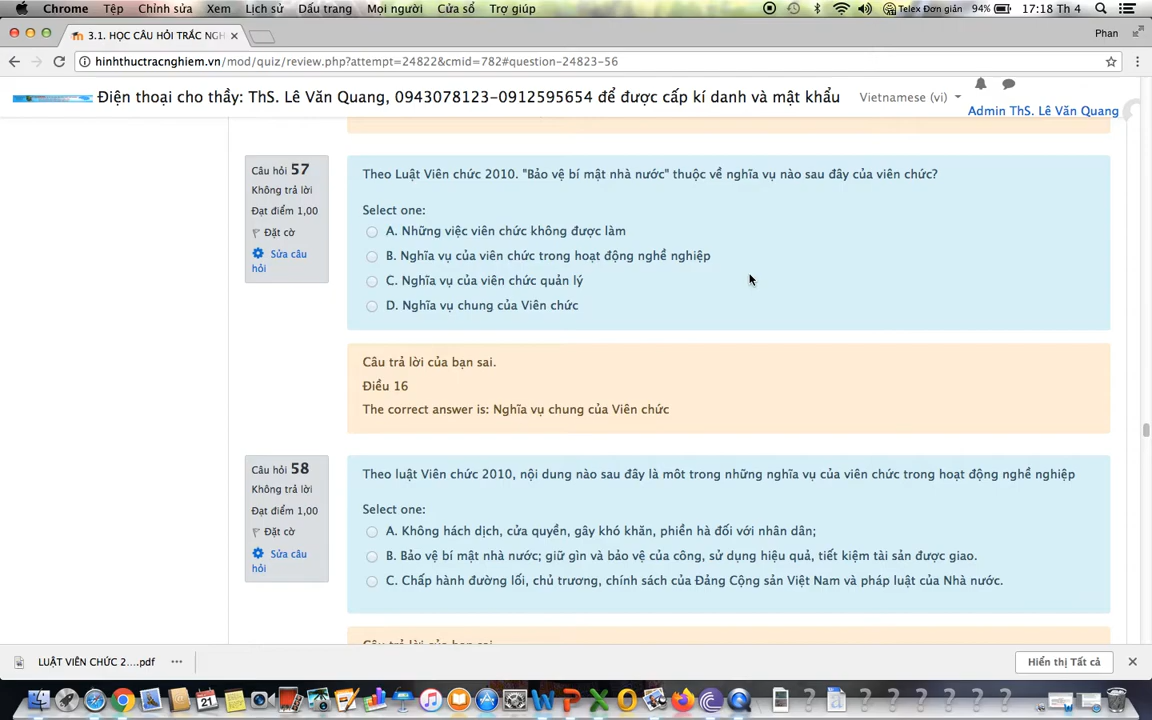 Chrome Tệp Chỉnh sửa Xem Lịch sử Dấu trang Mọi người Cửa sổ Trợ giúp Telex Đơn giản 94% 17:18 Th 4
3.1. HỌC CÂU HỎI TRẮC NGH Phan
hinhthuctracnghiem.vn/mod/quiz/review.php?attempt=24822&cmid=782#question-24823-56
Điện thoại cho thầy: ThS. Lê Văn Quang, 0943078123-0912595654 để được cấp kí danh và mật khẩu Vietnamese (vi)
Admin ThS. Lê Văn Quang
Câu hỏi 57
Không trả lời
Đạt điểm 1,00
Đặt cờ
Sửa câu
hỏi
Theo Luật Viên chức 2010. "Bảo vệ bí mật nhà nước" thuộc về nghĩa vụ nào sau đây của viên chức?
Select one:
A. Những việc viên chức không được làm
B. Nghĩa vụ của viên chức trong hoạt động nghề nghiệp
C. Nghĩa vụ của viên chức quản lý
D. Nghĩa vụ chung của Viên chức
Câu trả lời của bạn sai.
Điều 16
The correct answer is: Nghĩa vụ chung của Viên chức
Câu hỏi 58
Không trả lời
Đạt điểm 1,00
Đặt cờ
Sửa câu
hỏi
Theo luật Viên chức 2010, nội dung nào sau đây là môt trong những nghĩa vụ của viên chức trong hoạt động nghề nghiệp
Select one:
A. Không hách dịch, cửa quyền, gây khó khăn, phiền hà đối với nhân dân;
B. Bảo vệ bí mật nhà nước; giữ gìn và bảo vệ của công, sử dụng hiệu quả, tiết kiệm tài sản được giao.
C. Chấp hành đường lối, chủ trương, chính sách của Đảng Cộng sản Việt Nam và pháp luật của Nhà nước.
Câu trả lời của bạn sai.
LUẬT VIÊN CHỨC 2....pdf Hiển thị Tất cả